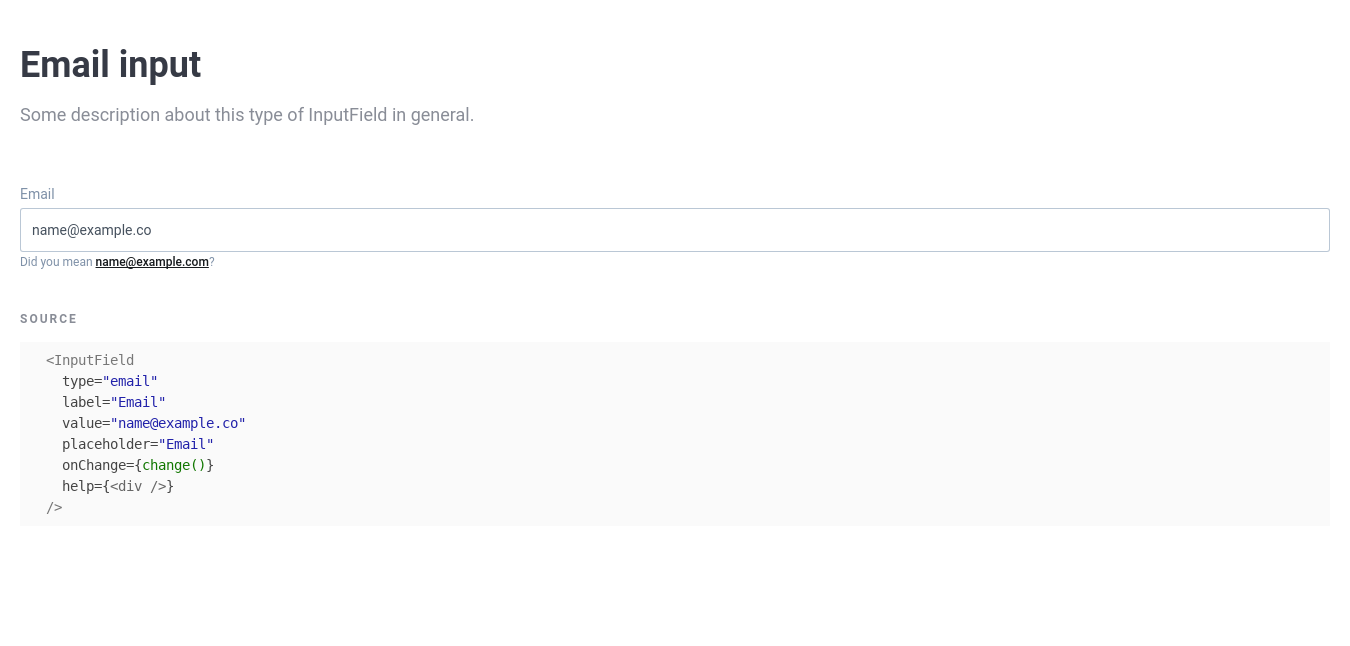 Email input
Some description about this type of InputField in general.
Email
name@example.co
Did you mean name@example.com?
SOURCE
<InputField
type="email"
label="Email"
value="name@example.co"
placeholder="Email"
onChange={change()}
help={<div />}
/>